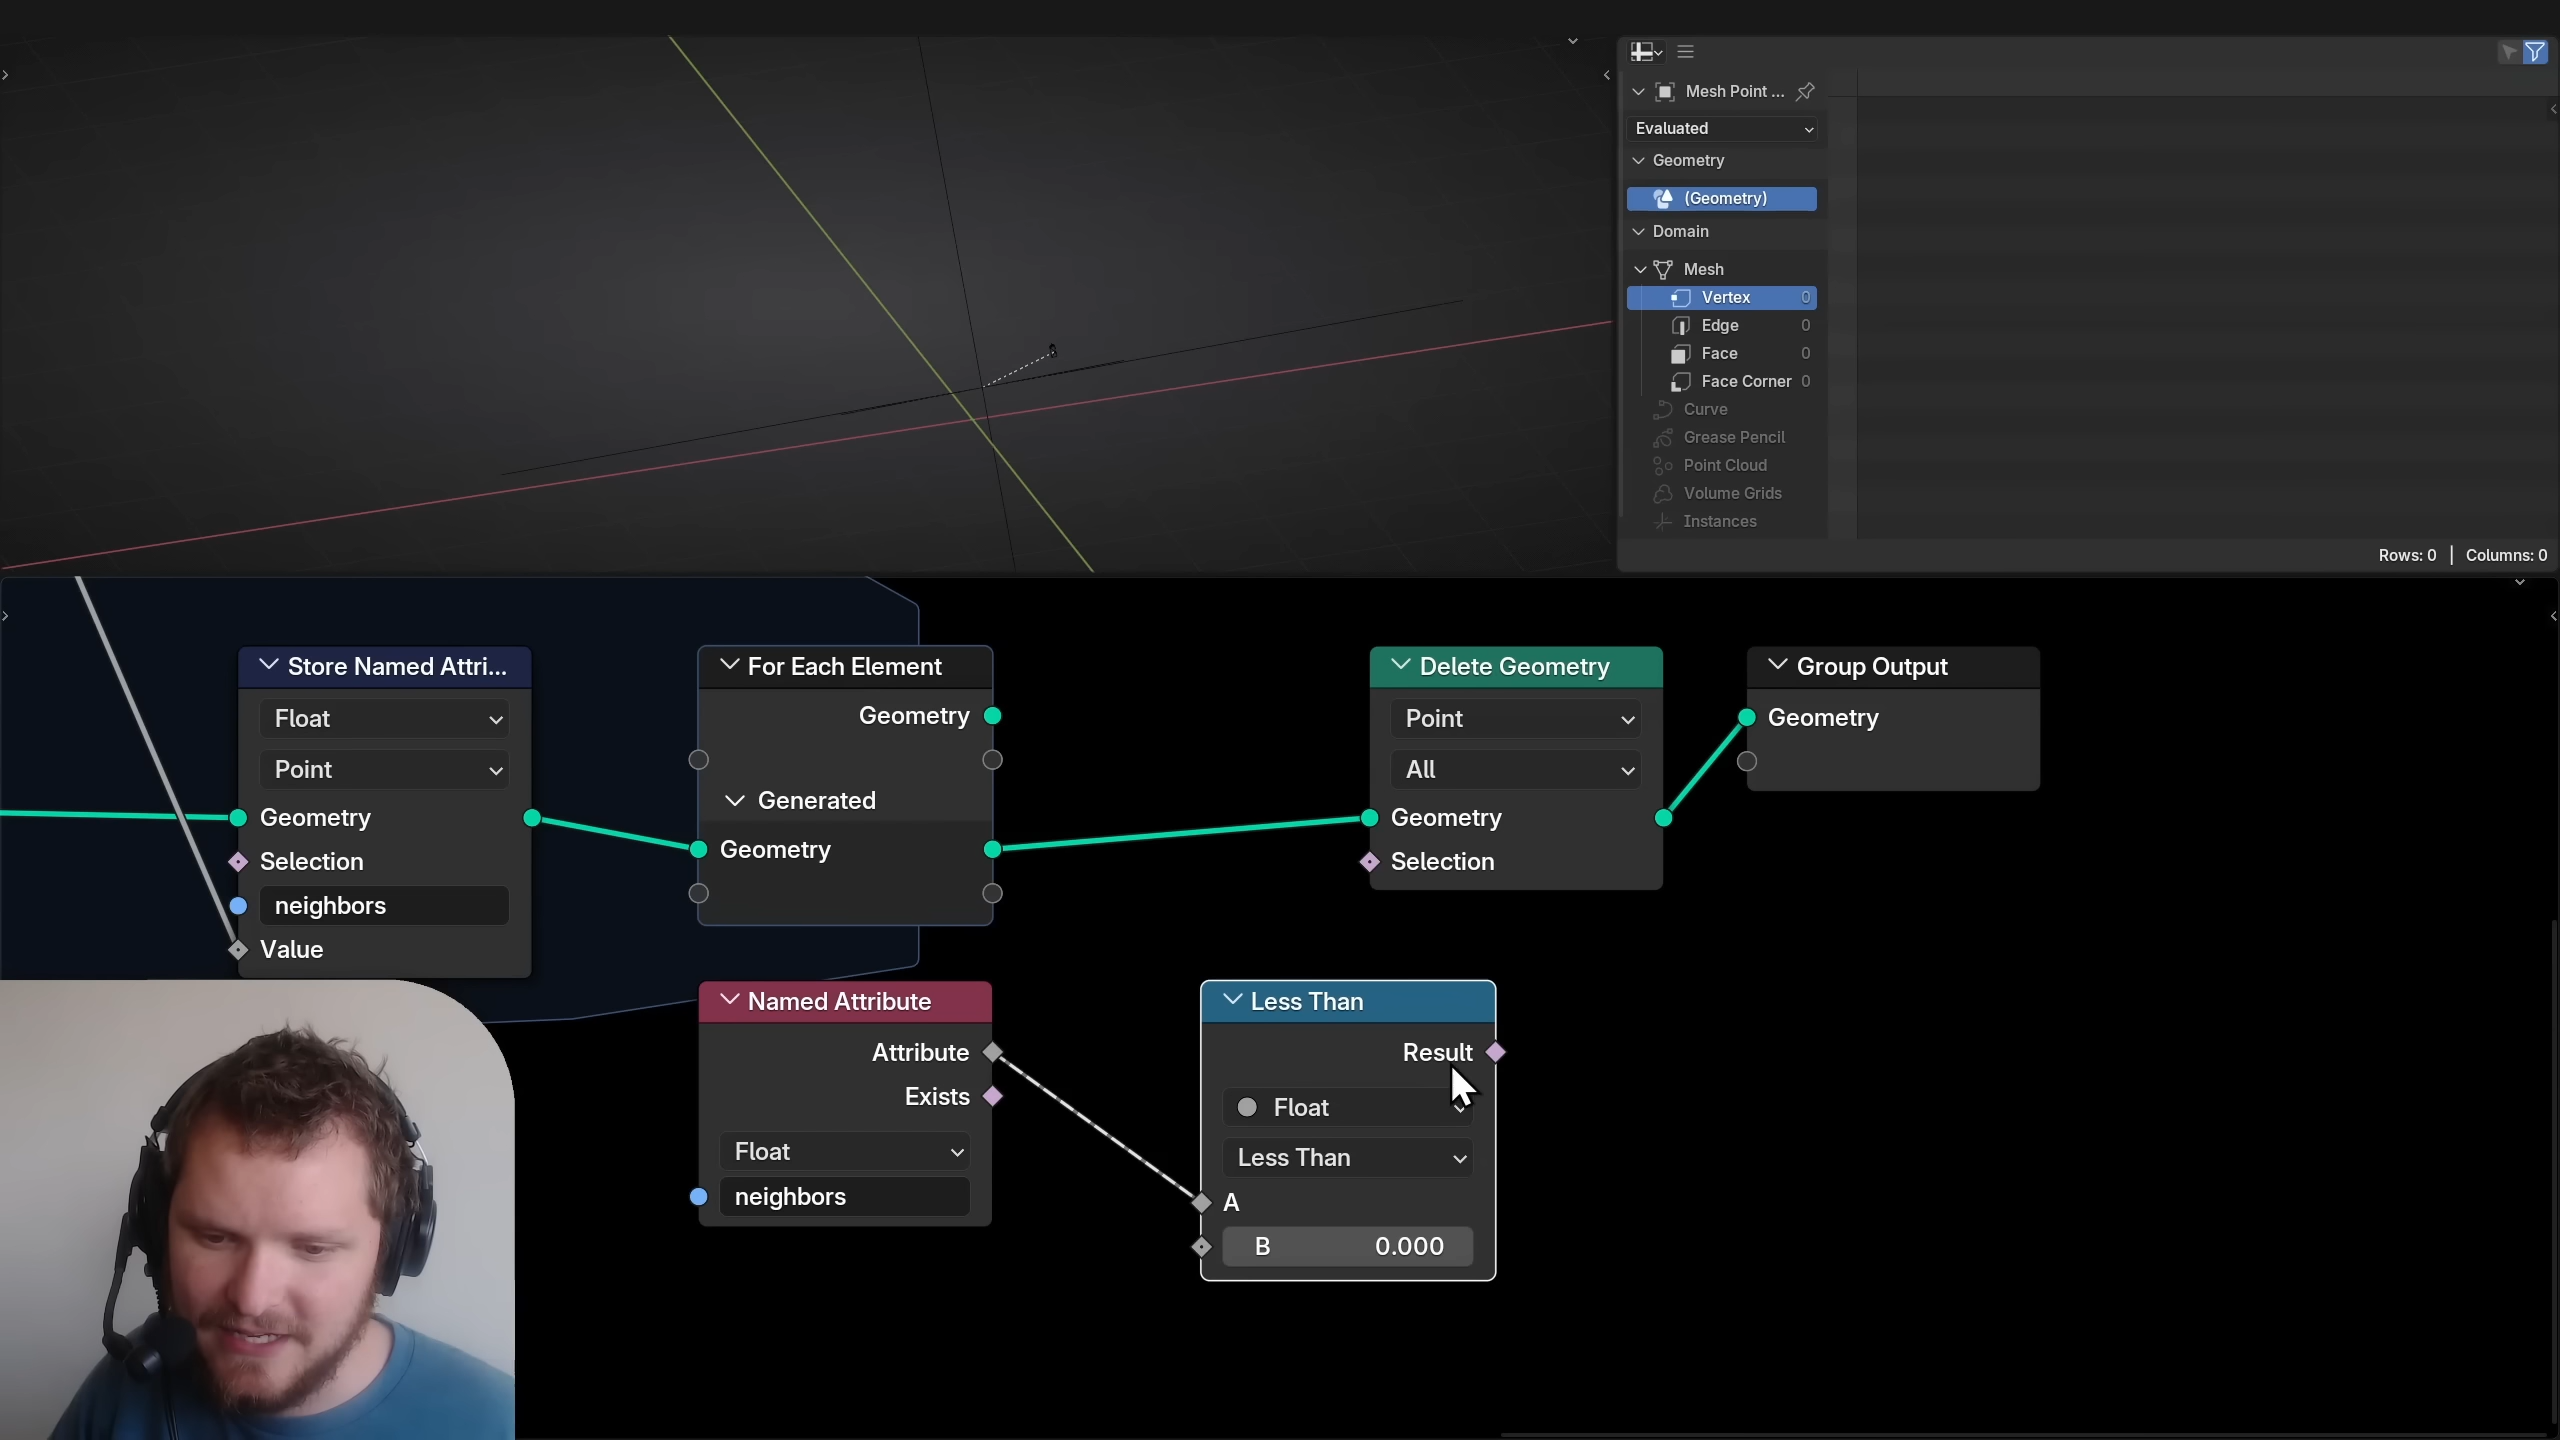 Mesh Point ...
Evaluated
Geometry
(Geometry)
Domain
Mesh
Vertex 0
Edge 0
Face 0
Face Corner 0
Curve
Grease Pencil
Point Cloud
Volume Grids
Instances
Rows: 0 | Columns: 0
Store Named Attri...
Float
Point
Geometry
Selection
neighbors
Value
For Each Element
Geometry
Generated
Geometry
Delete Geometry
Point
All
Geometry
Selection
Group Output
Geometry
Named Attribute
Attribute
Exists
Float
neighbors
Less Than
Result
Float
Less Than
A
B 0.000